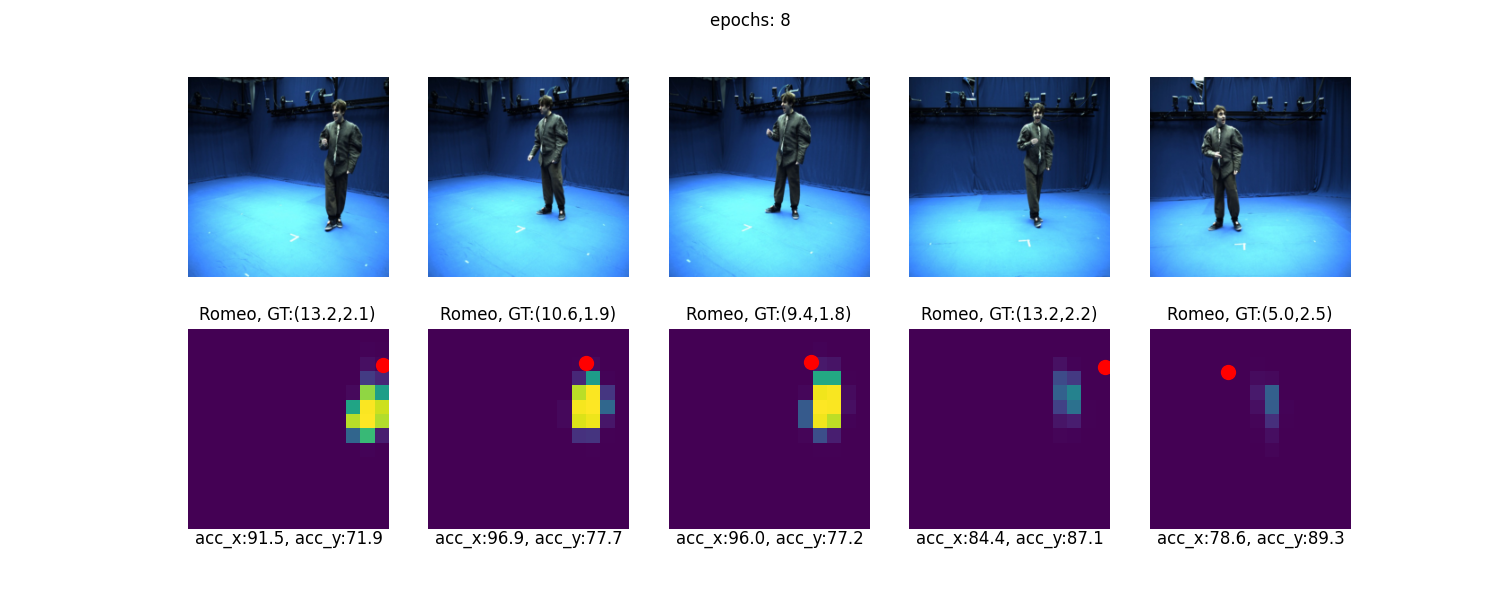 epochs: 8
Romeo, GT:(13.2,2.1)
Romeo, GT:(10.6,1.9)
Romeo, GT:(9.4,1.8)
Romeo, GT:(13.2,2.2)
Romeo, GT:(5.0,2.5)
acc_x:91.5, acc_y:71.9
acc_x:96.9, acc_y:77.7
acc_x:96.0, acc_y:77.2
acc_x:84.4, acc_y:87.1
acc_x:78.6, acc_y:89.3